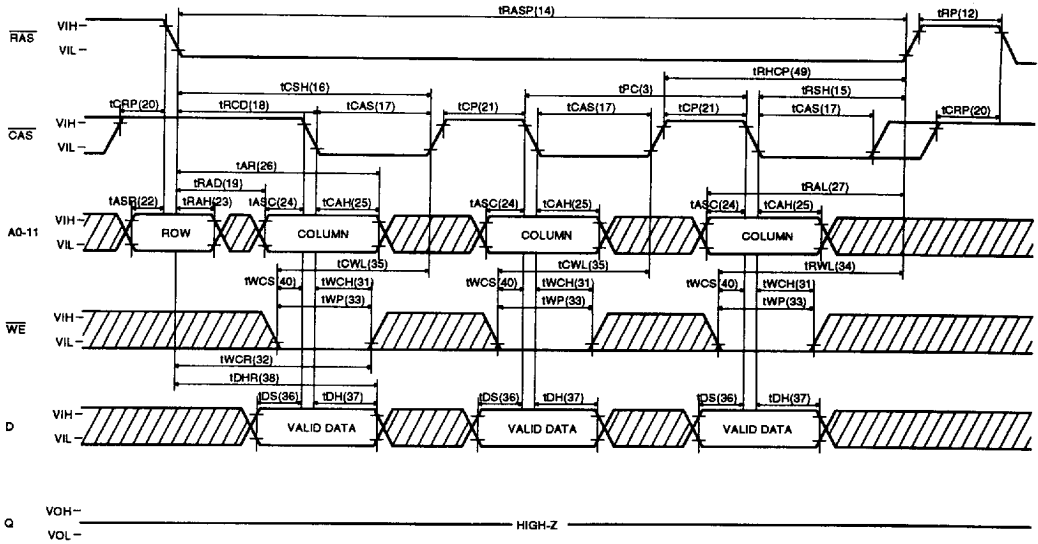 tRASP(14) tRP(12)
RAS VIH
VIL
tRHCP(49)
tCSH(16) tPC(3) tRSH(15)
tCRP(20) tRCD(18) tCAS(17) tCP(21) tCAS(17) tCP(21) tCAS(17) tCRP(20)
CAS VIH
VIL
tAR(26)
tRAD(19) tRAL(27)
tASR(22) tRAH(23) tASC(24) tCAH(25) tASC(24) tCAH(25) tASC(24) tCAH(25)
A0-11 VIH
VIL
ROW COLUMN COLUMN COLUMN
tCWL(35) tCWL(35) tRWL(34)
tWCS(40) tWCH(31) tWCS(40) tWCH(31) tWCS(40) tWCH(31)
tWP(33) tWP(33) tWP(33)
WE VIH
VIL
tWCR(32)
tDHR(38)
tDS(36) tDH(37) tDS(36) tDH(37) tDS(36) tDH(37)
D VIH
VIL
VALID DATA VALID DATA VALID DATA
Q VOH
VOL
HIGH-Z